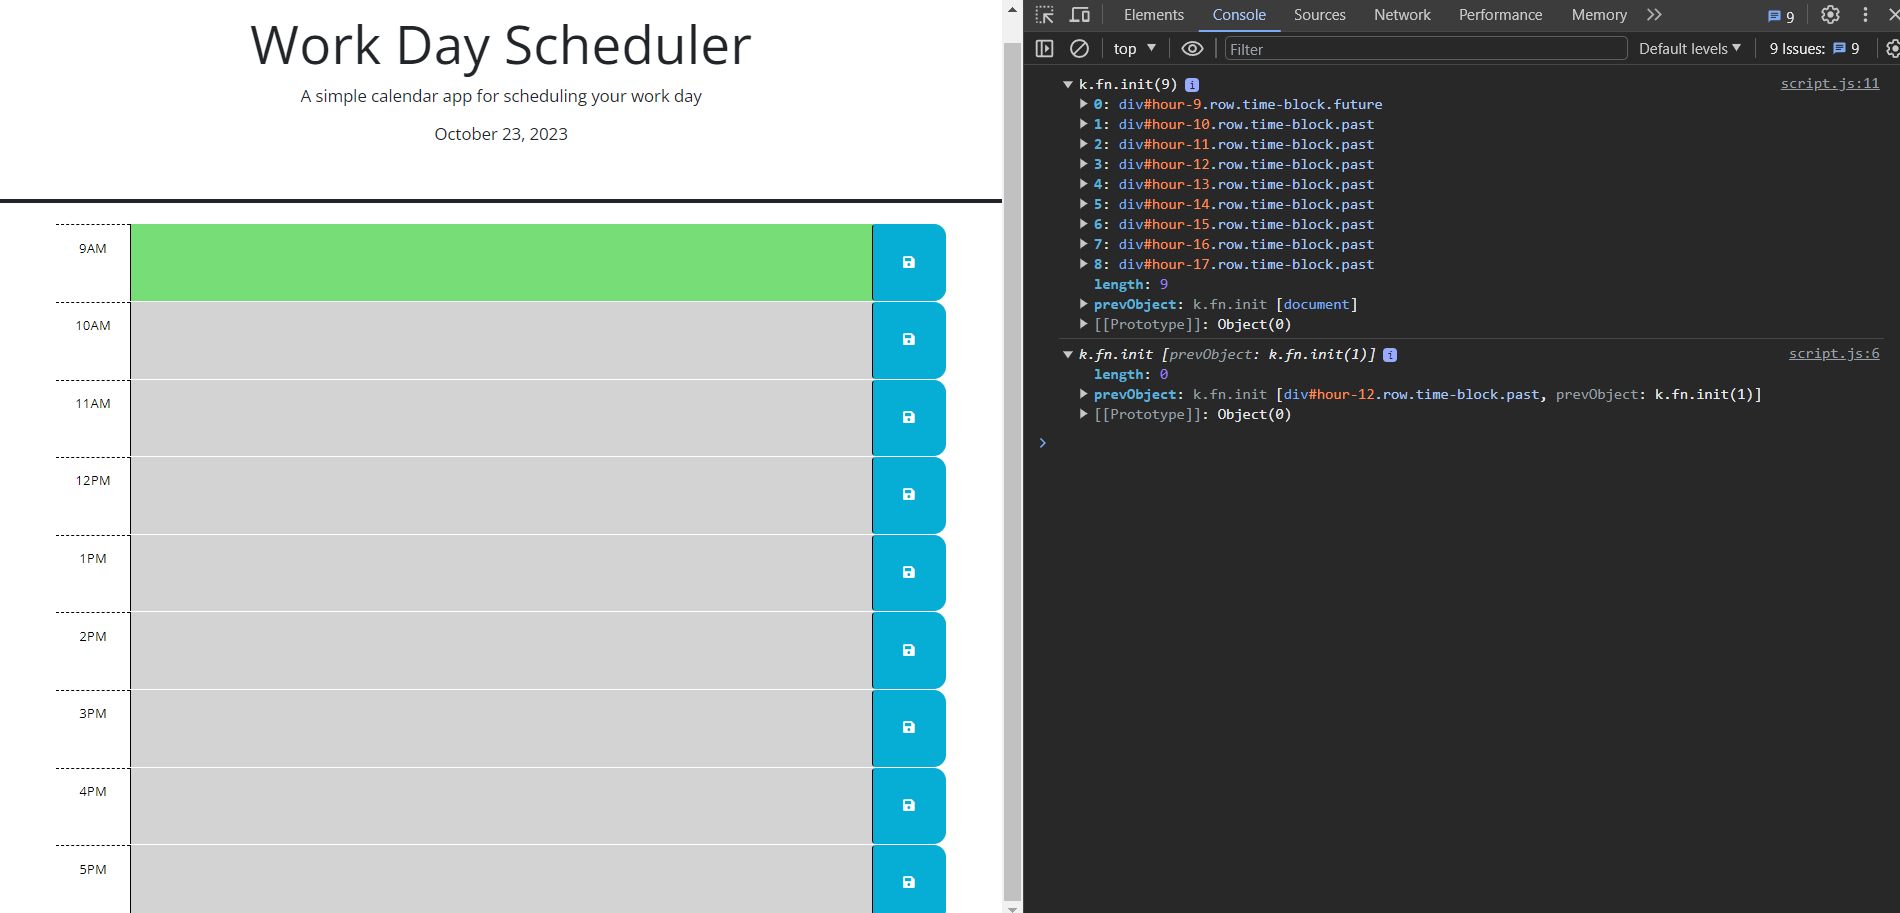 Work Day Scheduler
A simple calendar app for scheduling your work day
October 23, 2023
9AM
10AM
11AM
12PM
1PM
2PM
3PM
4PM
5PM
Elements Console Sources Network Performance Memory 9
top Filter Default levels 9 Issues: 9
k.fn.init(9) i script.js:11
0: div#hour-9.row.time-block.future
1: div#hour-10.row.time-block.past
2: div#hour-11.row.time-block.past
3: div#hour-12.row.time-block.past
4: div#hour-13.row.time-block.past
5: div#hour-14.row.time-block.past
6: div#hour-15.row.time-block.past
7: div#hour-16.row.time-block.past
8: div#hour-17.row.time-block.past
length: 9
prevObject: k.fn.init [document]
[[Prototype]]: Object(0)
k.fn.init [prevObject: k.fn.init(1)] i script.js:6
length: 0
prevObject: k.fn.init [div#hour-12.row.time-block.past, prevObject: k.fn.init(1)]
[[Prototype]]: Object(0)